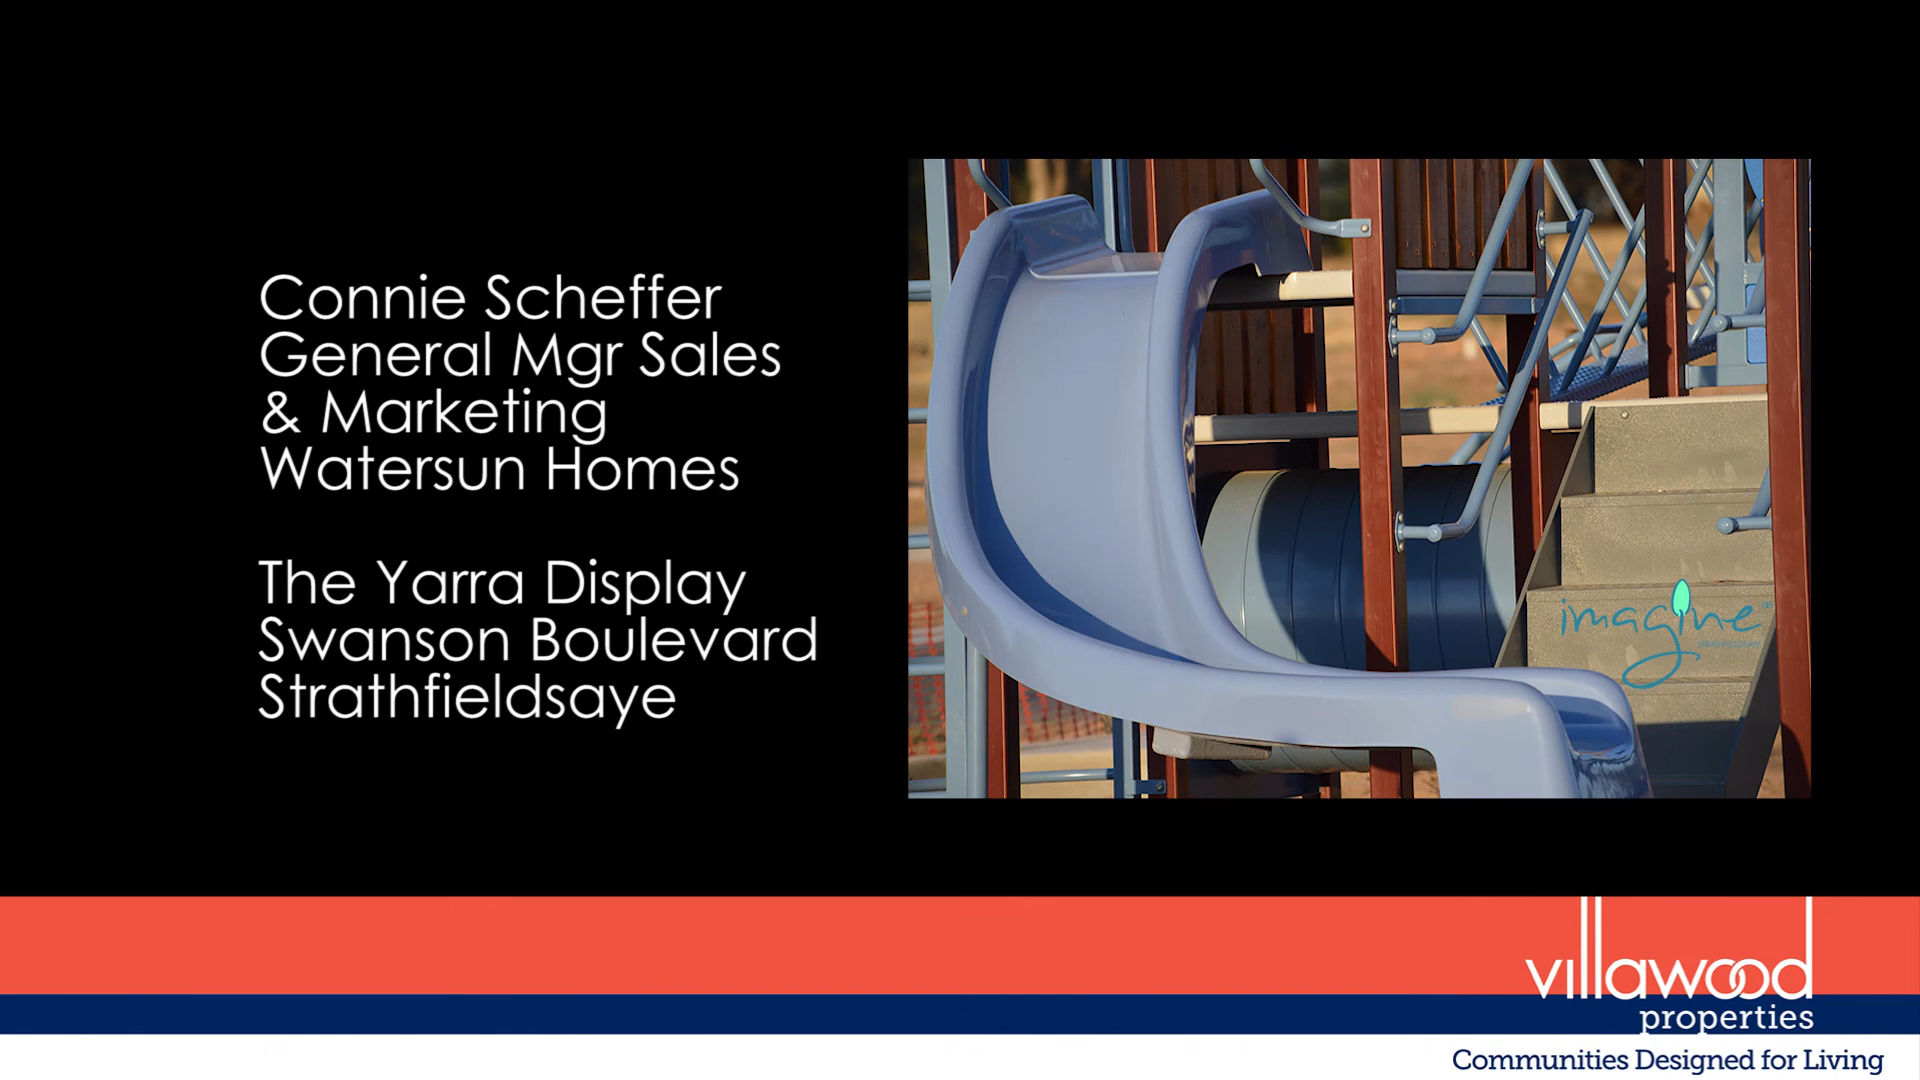 Connie Scheffer
General Mgr Sales
& Marketing
Watersun Homes
The Yarra Display
Swanson Boulevard
Strathfieldsaye
imagine
STRATHFIELDSAYE
villawood
properties
Communities Designed for Living